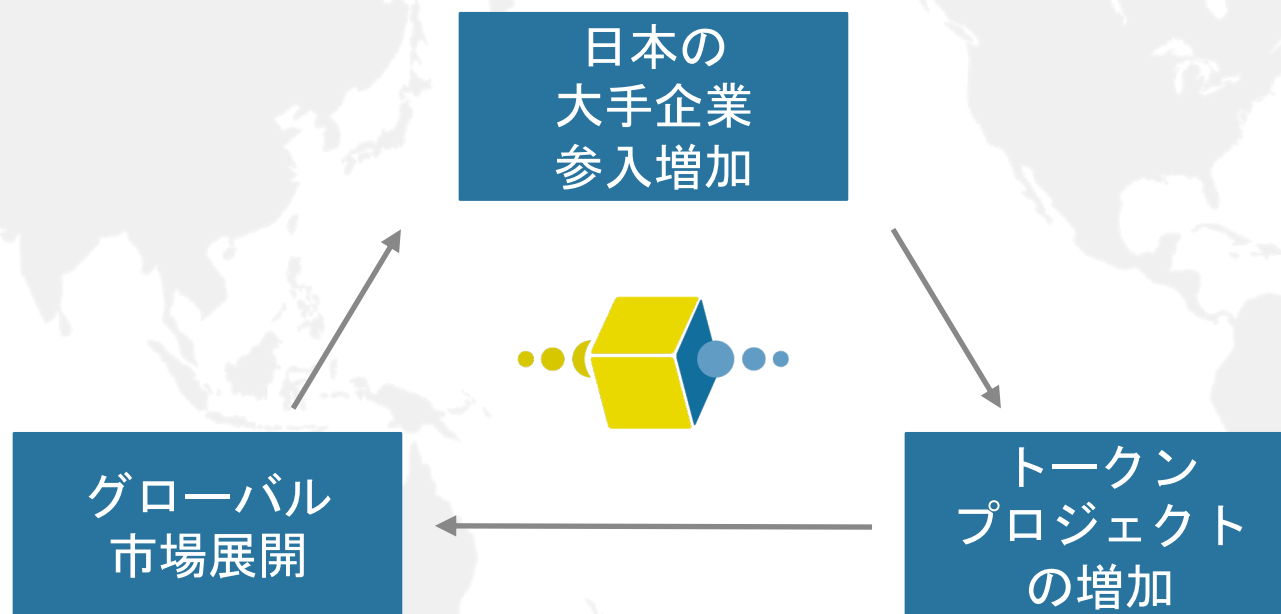 日本の
大手企業
参入増加
グローバル
市場展開
トークン
プロジェクト
の増加